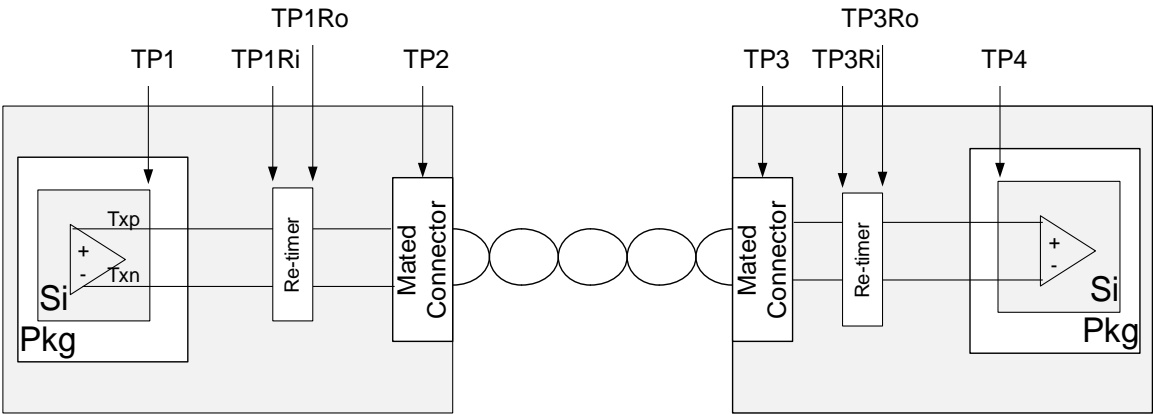 TP1Ro
TP3Ro
TP1
TP1Ri
TP2
TP3
TP3Ri
TP4
Txp
+
-
Txn
Si
Pkg
Re-timer
Mated
Connector
Mated
Connector
Re-timer
+
-
Si
Pkg